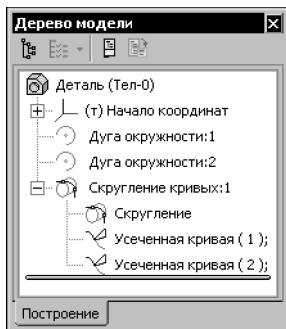 Дерево модели
Деталь (Тел-0)
(т) Начало координат
Дуга окружности:1
Дуга окружности:2
Скругление кривых:1
Скругление
Усеченная кривая ( 1 );
Усеченная кривая ( 2 );
Построение